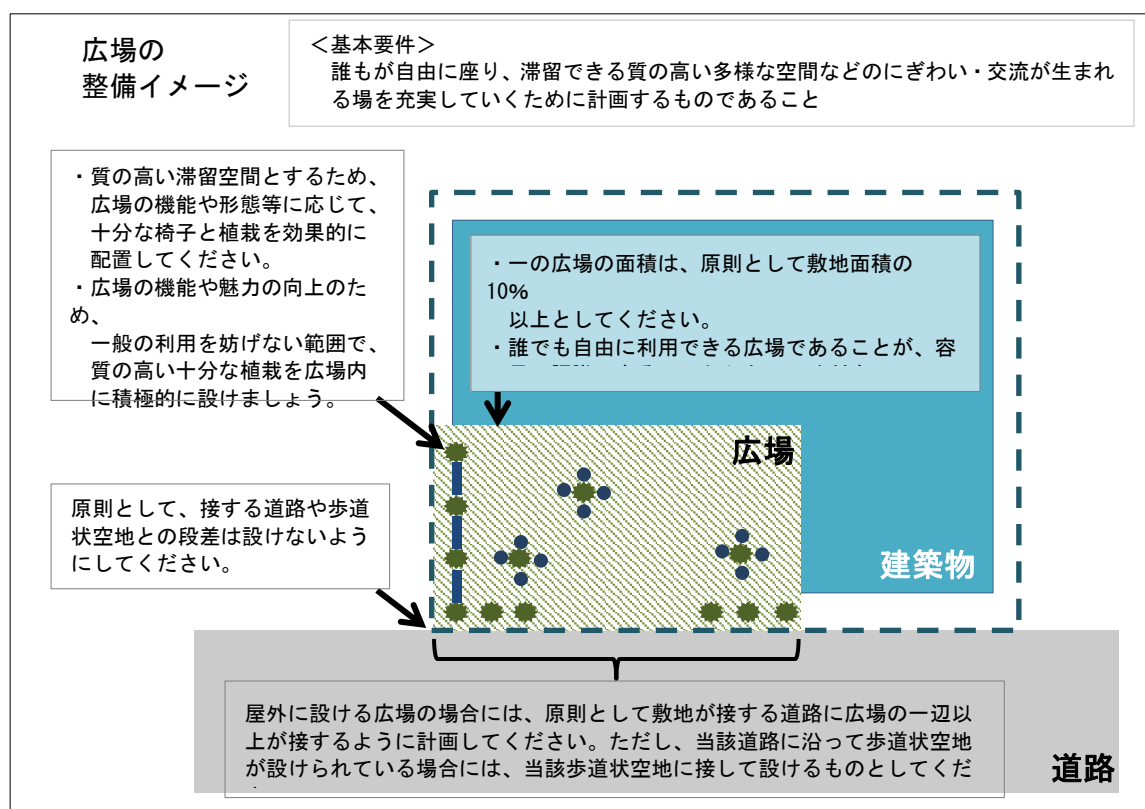 広場の
整備イメージ
＜基本要件＞
誰もが自由に座り、滞留できる質の高い多様な空間などのにぎわい・交流が生まれ
る場を充実していくために計画するものであること
・質の高い滞留空間とするため、
広場の機能や形態等に応じて、
十分な椅子と植栽を効果的に
配置してください。
・広場の機能や魅力の向上のた
め、
一般の利用を妨げない範囲で、
質の高い十分な植栽を広場内
に積極的に設けましょう。
・一の広場の面積は、原則として敷地面積の
10%
以上としてください。
・誰でも自由に利用できる広場であることが、容
広場
原則として、接する道路や歩道
状空地との段差は設けないよう
にしてください。
建築物
屋外に設ける広場の場合には、原則として敷地が接する道路に広場の一辺以
上が接するように計画してください。ただし、当該道路に沿って歩道状空地
が設けられている場合には、当該歩道状空地に接して設けるものとしてくだ
道路